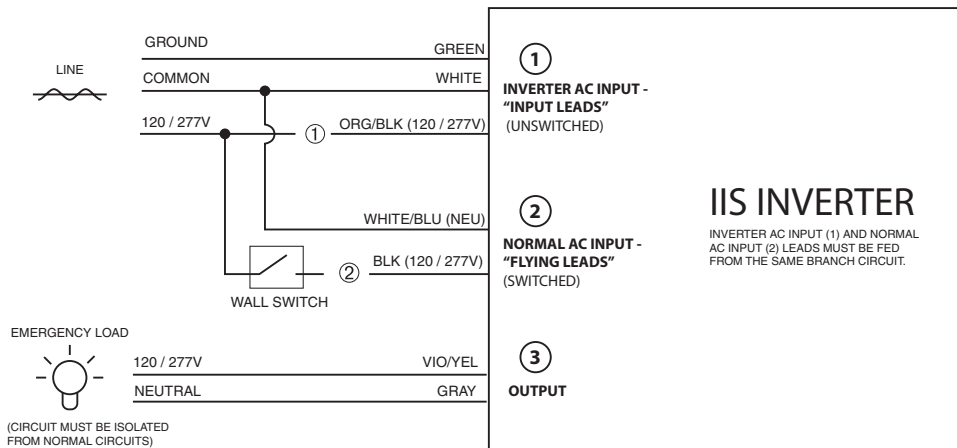 GROUND
GREEN
LINE
COMMON
WHITE
120 / 277V
1
ORG/BLK (120 / 277V)
1
INVERTER AC INPUT -
“INPUT LEADS”
(UNSWITCHED)
WHITE/BLU (NEU)
BLK (120 / 277V)
2
WALL SWITCH
2
NORMAL AC INPUT -
“FLYING LEADS”
(SWITCHED)
IIS INVERTER
INVERTER AC INPUT (1) AND NORMAL
AC INPUT (2) LEADS MUST BE FED
FROM THE SAME BRANCH CIRCUIT.
EMERGENCY LOAD
120 / 277V
VIO/YEL
NEUTRAL
GRAY
3
OUTPUT
(CIRCUIT MUST BE ISOLATED
FROM NORMAL CIRCUITS)